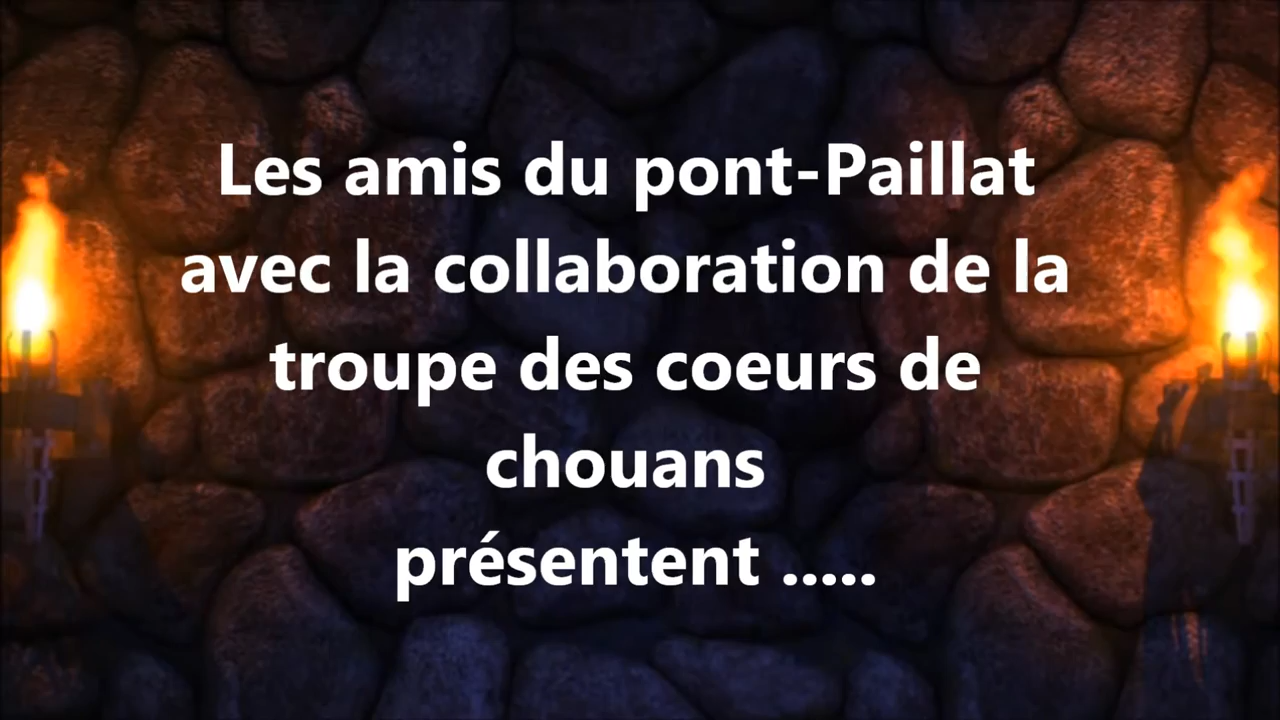 Les amis du pont-Paillat
avec la collaboration de la
troupe des coeurs de
chouans
présentent .....